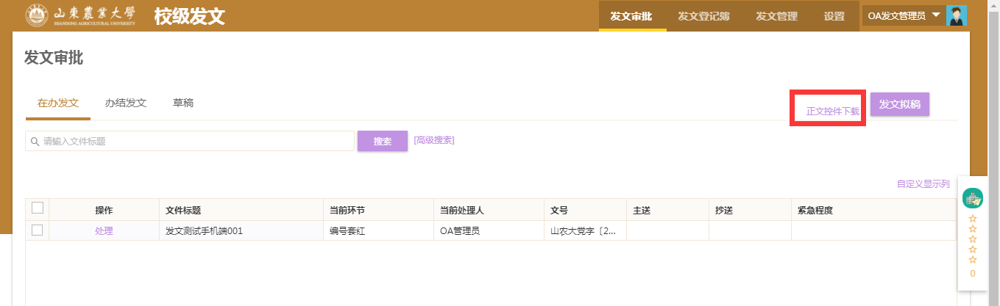 山東農業大學 校级发文 发文审批 发文登记簿 发文管理 设置 OA发文管理员
SHANDONG AGRICULTURAL UNIVERSITY
发文审批
在办发文 办结发文 草稿 正文控件下载 发文拟稿
请输入文件标题 搜索 [高级搜索]
自定义显示列
操作 文件标题 当前环节 当前处理人 文号 主送 抄送 紧急程度
处理 发文测试手机端001 编号套红 OA管理员 山农大党字〔2...
0